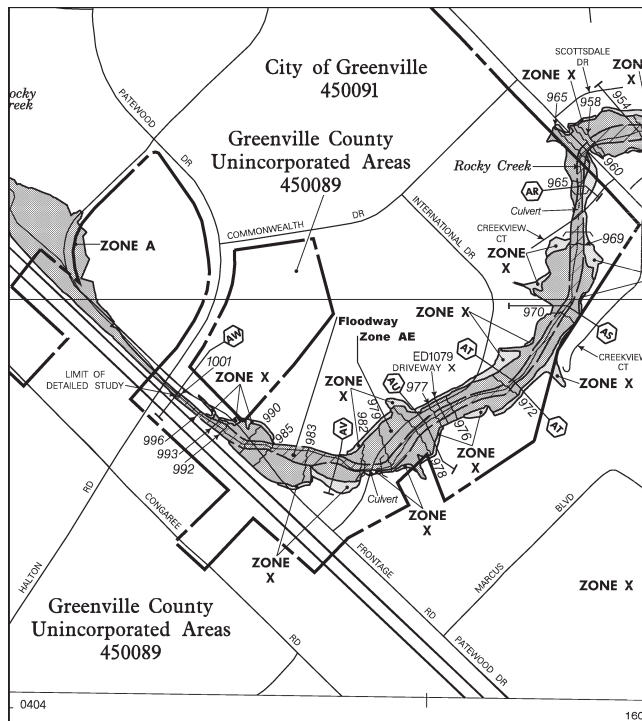 City of Greenville
450091
SCOTTSDALE
DR
ZONE X
965
958
954
Greenville County
Unincorporated Areas
450089
PATEWOOD
DR
Rocky Creek
960
AR
965
Culvert
COMMONWEALTH
DR
INTERNATIONAL DR
CREEKVIEW
CT
969
ZONE A
ZONE
X
Floodway
Zone AE
ZONE X
970
AS
AW
1001
AT
ED1079
DRIVEWAY X
CREEKVIEW
CT
LIMIT OF
DETAILED STUDY
ZONE X
ZONE
X
AU
977
979
982
ZONE X
972
990
985
983
AV
976
AT
996
993
992
978
ZONE
X
Culvert
ZONE
X
HALTON
RD
CONGAREE
RD
ZONE
X
FRONTAGE
RD
MARCUS
BLVD
ZONE X
Greenville County
Unincorporated Areas
450089
PATEWOOD DR
0404